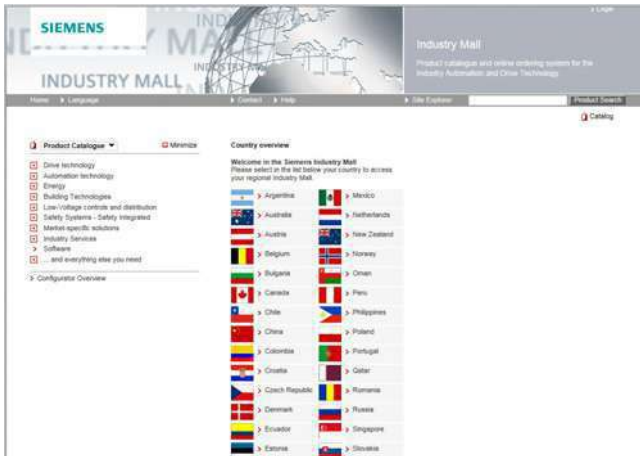 SIEMENS
INDUSTRY MALL
Industry Mall
Product catalogue and online ordering system for the
Industry Automation and Drive Technology
Home
Language
Contact
Help
Site Explorer
Product Search
Catalog
Product Catalogue
Minimize
Drive technology
Automation technology
Energy
Building Technologies
Low-Voltage controls and distribution
Safety Systems - Safety Integrated
Market-specific solutions
Industry Services
Software
... and everything else you need
Configurator Overview
Country overview
Welcome in the Siemens Industry Mall
Please select in the list below your country to access
your regional Industry Mall.
Argentina
Mexico
Australia
Netherlands
Austria
New Zealand
Belgium
Norway
Bulgaria
Oman
Canada
Peru
Chile
Philippines
China
Poland
Colombia
Portugal
Croatia
Qatar
Czech Republic
Romania
Denmark
Russia
Ecuador
Singapore
Estonia
Slovakia